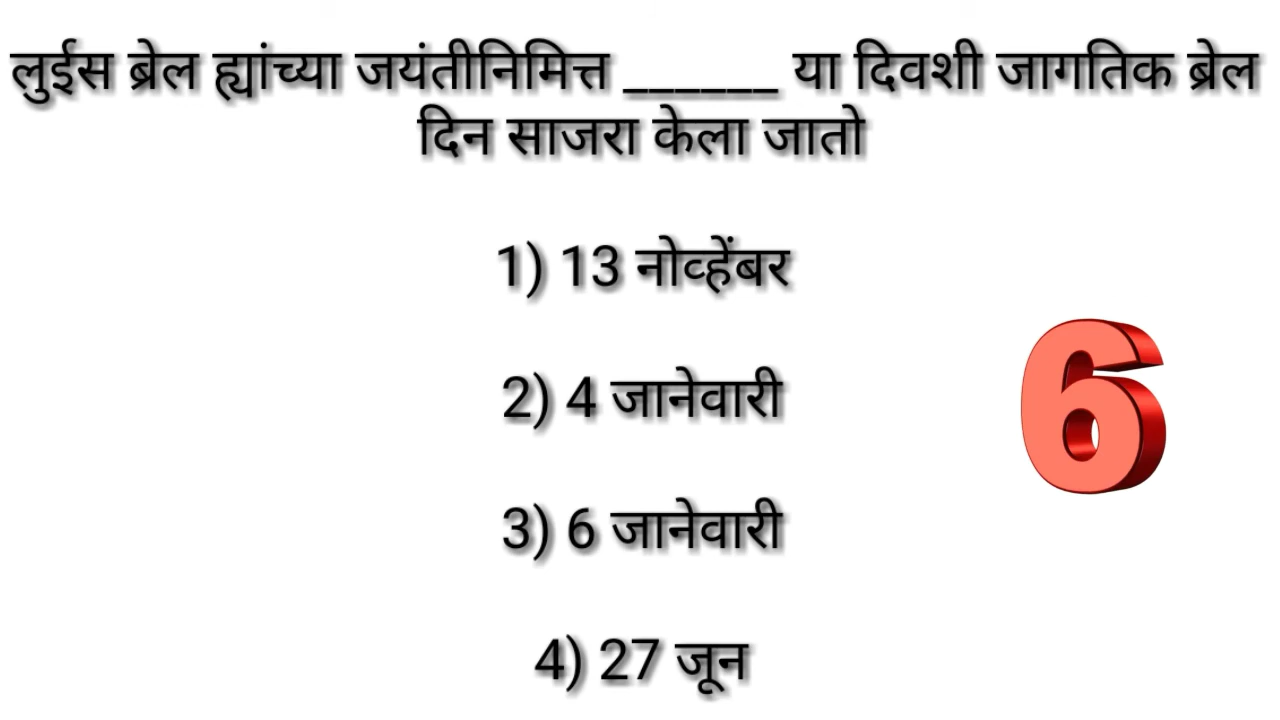 लुईस ब्रेल ह्यांच्या जयंतीनिमित्त ______ या दिवशी जागतिक ब्रेल
दिन साजरा केला जातो
1) 13 नोव्हेंबर
2) 4 जानेवारी
6
3) 6 जानेवारी
4) 27 जून